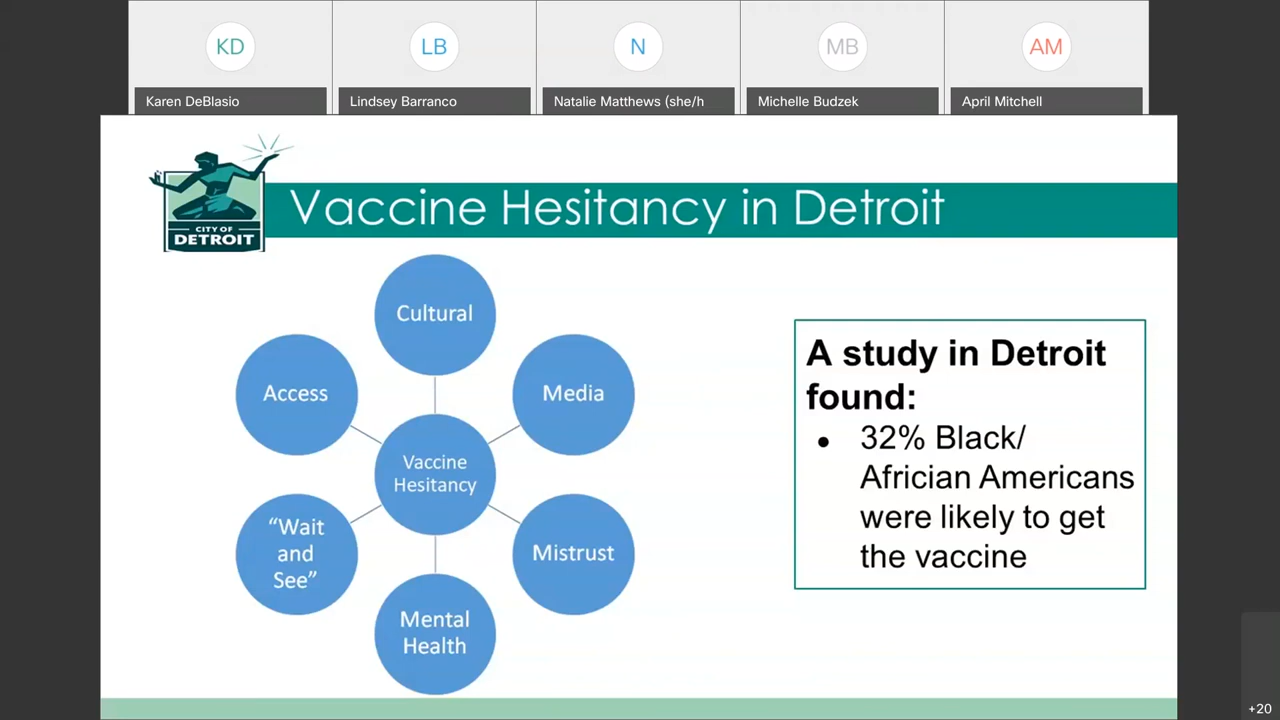 KD
LB
N
MB
AM
Karen DeBlasio
Lindsey Barranco
Natalie Matthews (she/h
Michelle Budzek
April Mitchell
CITY OF
DETROIT
Vaccine Hesitancy in Detroit
Cultural
Access
Media
Vaccine
Hesitancy
“Wait
and
See”
Mistrust
Mental
Health
A study in Detroit
found:
• 32% Black/
Africian Americans
were likely to get
the vaccine
+20